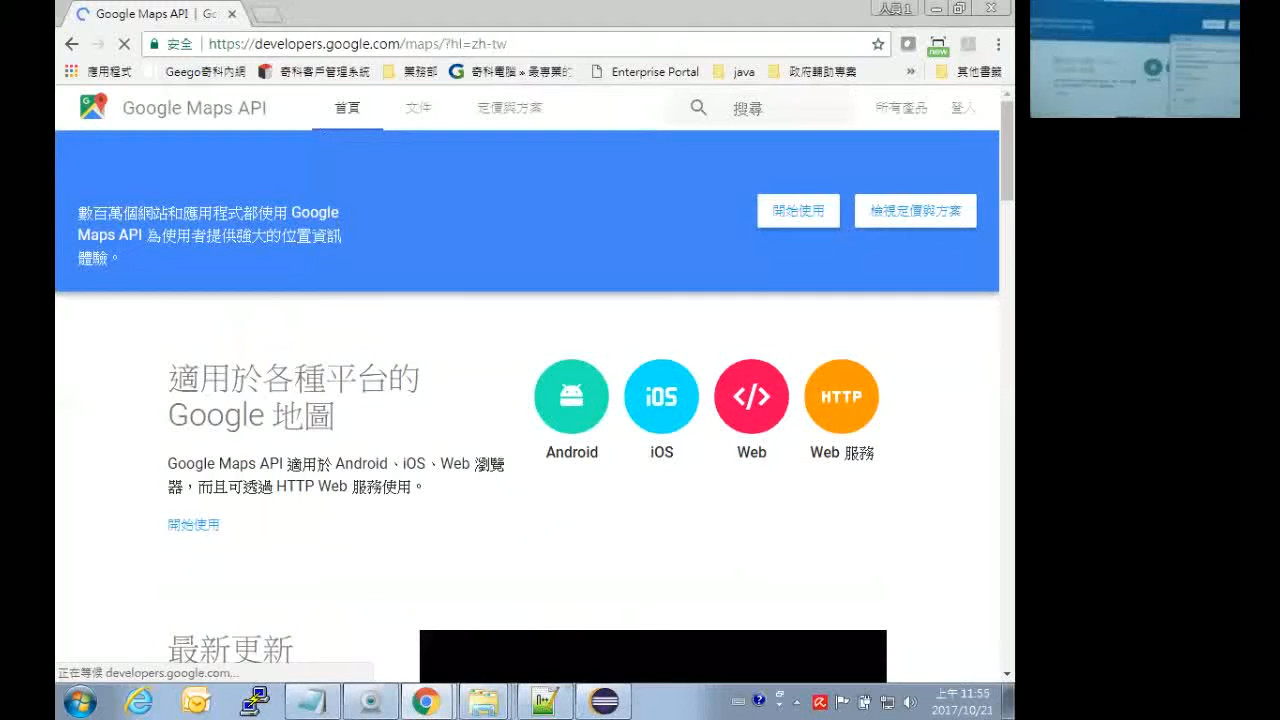 Google Maps API | Gc
人員1
安全
https://developers.google.com/maps/?hl=zh-tw
new
應用程式
Geego奇科內網
奇科客戶管理系統
業務部
奇科電腦 » 最專業的
Enterprise Portal
java
政府輔助專案
»
其他書籤
Google Maps API
首頁
文件
定價與方案
搜尋
所有產品
登入
數百萬個網站和應用程式都使用 Google
Maps API 為使用者提供強大的位置資訊
體驗。
開始使用
檢視定價與方案
適用於各種平台的
Google 地圖
iOS
</>
HTTP
Android
iOS
Web
Web 服務
Google Maps API 適用於 Android、iOS、Web 瀏覽
器，而且可透過 HTTP Web 服務使用。
開始使用
最新更新
正在等候 developers.google.com...
上午 11:55
2017/10/21